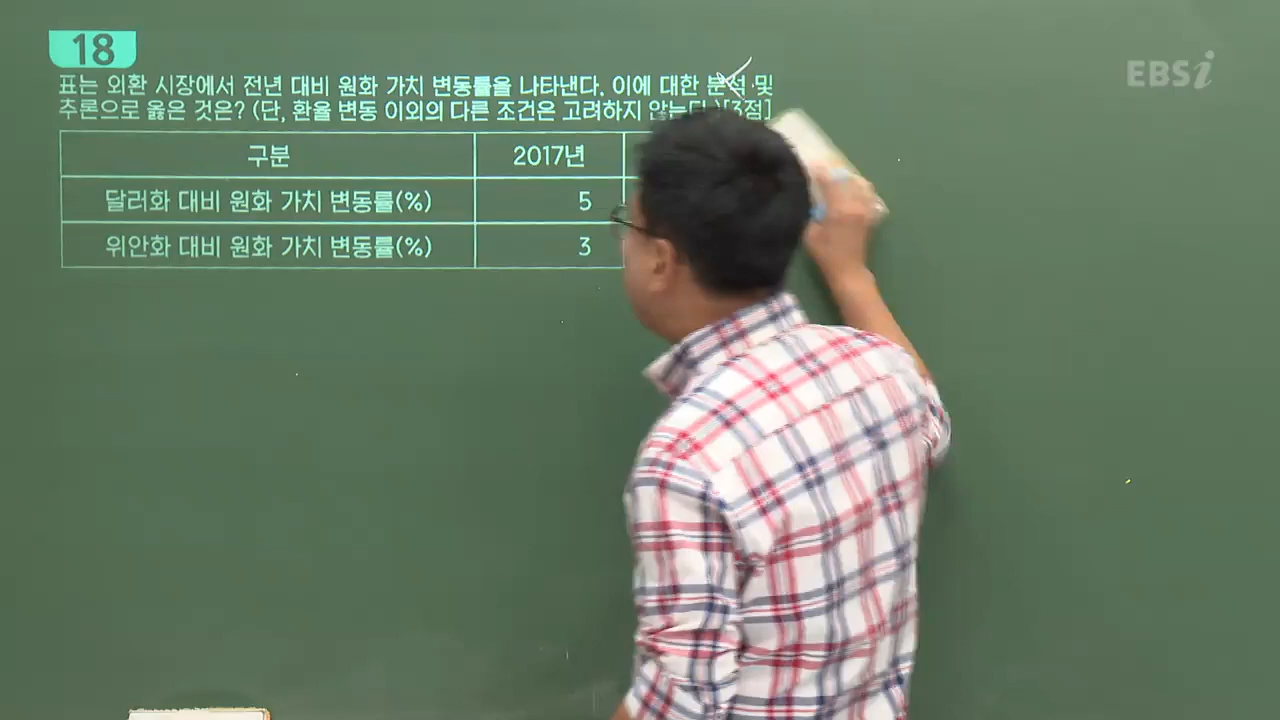 18
EBSi
표는 외환 시장에서 전년 대비 원화 가치 변동률을 나타낸다. 이에 대한 분석 및
추론으로 옳은 것은? (단, 환율 변동 이외의 다른 조건은 고려하지 않는다.)[3점]
구분 2017년
달러화 대비 원화 가치 변동률(%) 5
위안화 대비 원화 가치 변동률(%) 3